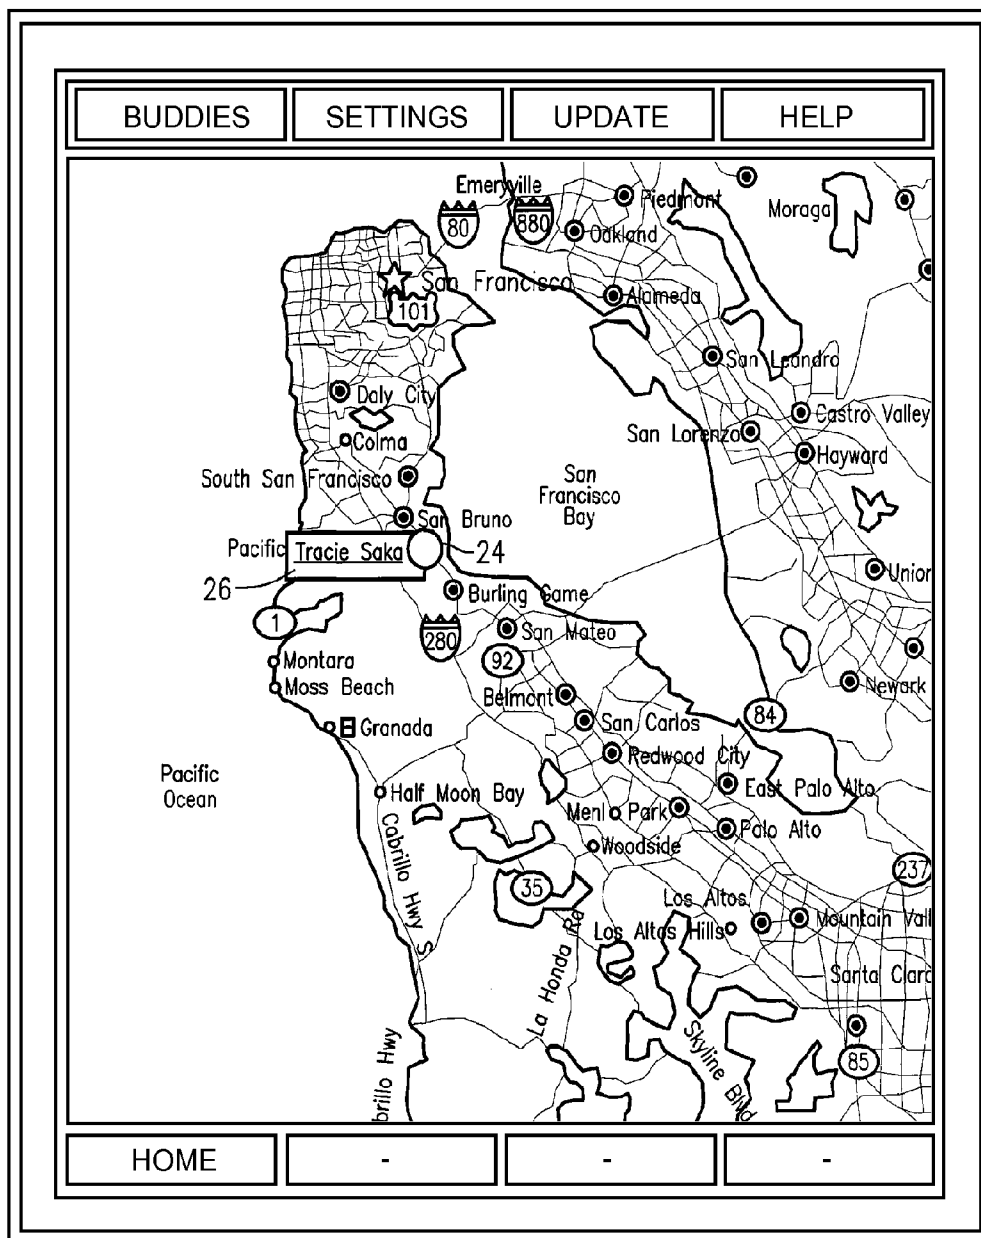 BUDDIES SETTINGS UPDATE HELP
Emeryville
Piedmont
Moraga
80
880
Oakland
San Francisco
Alameda
101
San Leandro
Daly City
Castro Valley
Colma
San Lorenzo
Hayward
South San Francisco
San
Francisco
Bay
San Bruno
Pacific
Tracie Saka
24
26
Union
Burling Game
1
280
San Mateo
92
Montara
Moss Beach
Belmont
Newark
84
San Carlos
Granada
Redwood City
Pacific
Ocean
Half Moon Bay
East Palo Alto
Menl Park
Palo Alto
Cabrillo Hwy S
Woodside
237
35
Los Altos
Mountain Vall
Los Altos Hills
La Honda Rd
Santa Clara
Skyline Blvd
85
brillo Hwy
HOME - - -